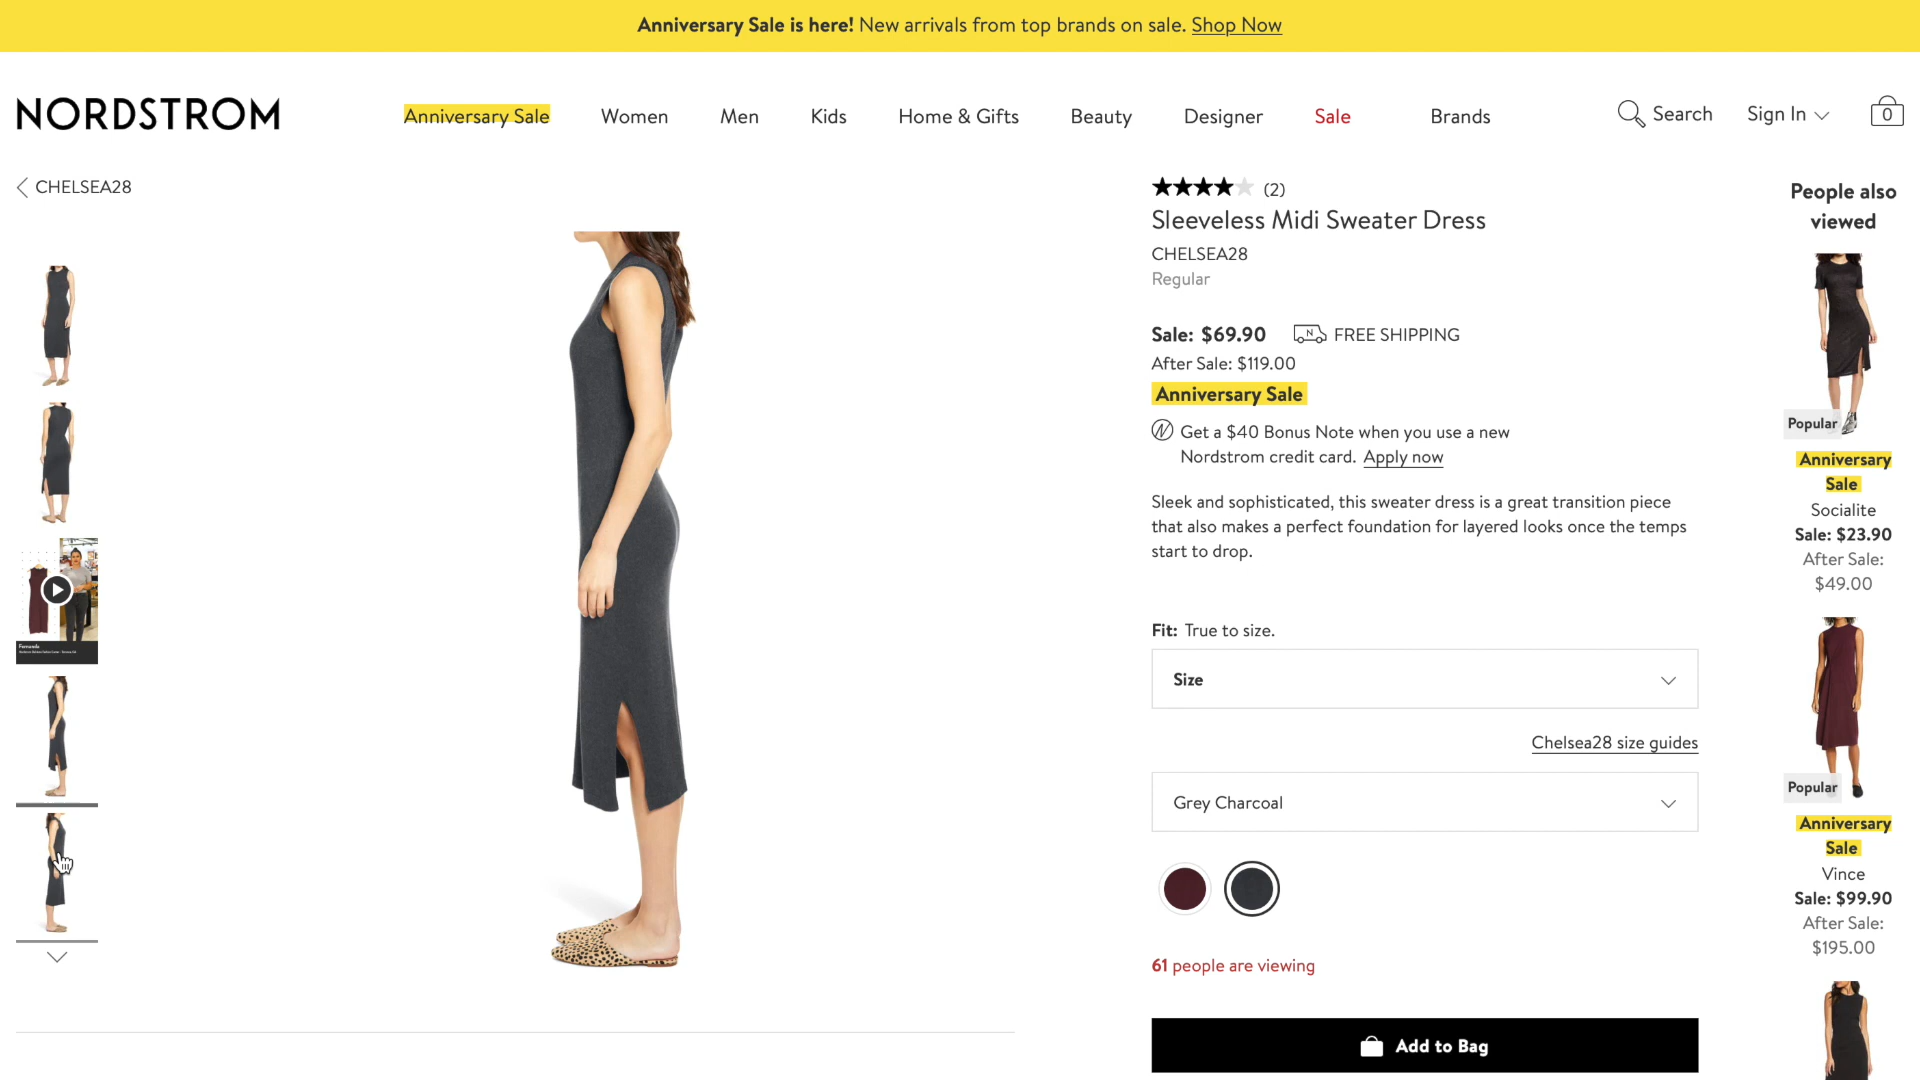 Anniversary Sale is here! New arrivals from top brands on sale. Shop Now
NORDSTROM
Anniversary Sale
Women
Men
Kids
Home & Gifts
Beauty
Designer
Sale
Brands
Search
Sign In
0
CHELSEA28
Fernanda
(2)
Sleeveless Midi Sweater Dress
CHELSEA28
Regular
Sale: $69.90
N
FREE SHIPPING
After Sale: $119.00
Anniversary Sale
N
Get a $40 Bonus Note when you use a new
Nordstrom credit card. Apply now
Sleek and sophisticated, this sweater dress is a great transition piece
that also makes a perfect foundation for layered looks once the temps
start to drop.
Fit: True to size.
Size
Chelsea28 size guides
Grey Charcoal
61 people are viewing
Add to Bag
People also
viewed
Popular
Anniversary
Sale
Socialite
Sale: $23.90
After Sale:
$49.00
Popular
Anniversary
Sale
Vince
Sale: $99.90
After Sale:
$195.00